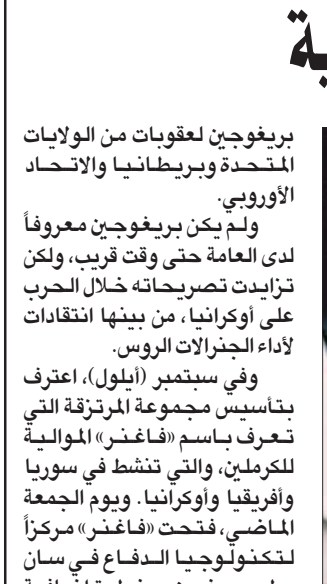 بة
بريغوجين لعقوبات من الولايات
المتحدة وبريطانيا والاتحاد
الأوروبي.
ولم يكن بريغوجين معروفاً
لدى العامة حتى وقت قريب، ولكن
تزايدت تصريحاته خلال الحرب
على أوكرانيا، من بينها انتقادات
لأداء الجنرالات الروس.
وفي سبتمبر (أيلول)، اعترف
بتأسيس مجموعة المرتزقة التي
تعرف باسم «فاغنر» الموالية
للكرملين، والتي تنشط في سوريا
وأفريقيا وأوكرانيا. ويوم الجمعة
الماضي، فتحت «فاغنر» مركزاً
لتكنولوجيا الدفاع في سان